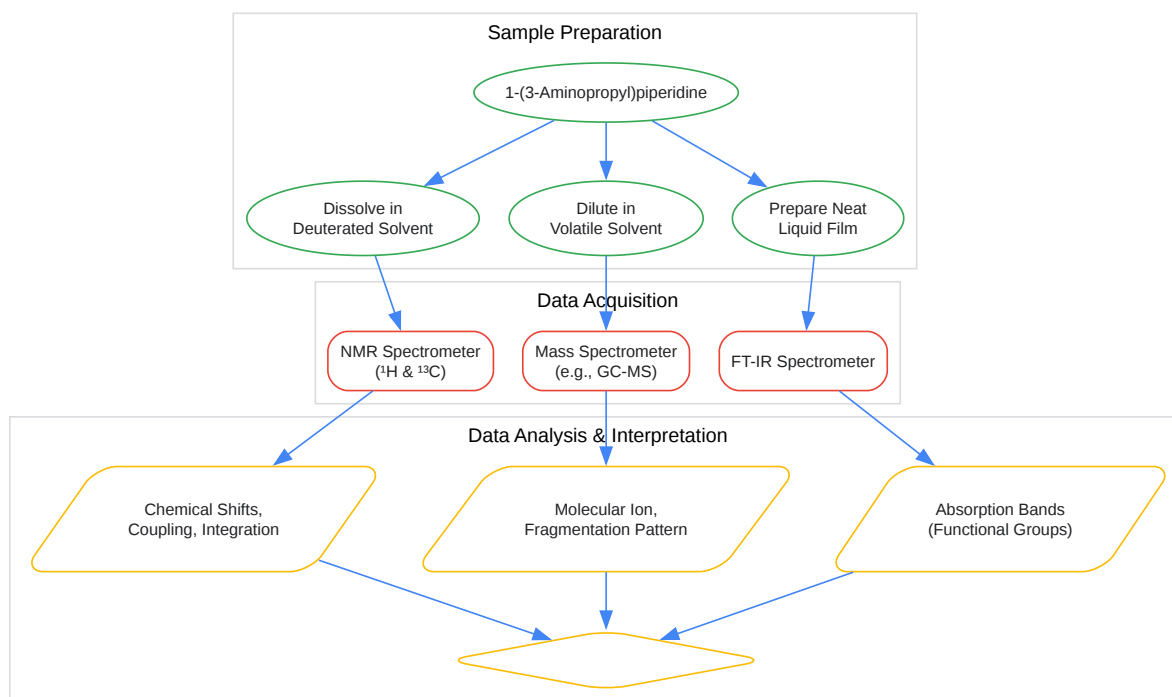 Sample Preparation
1-(3-Aminopropyl)piperidine
Dissolve in
Deuterated Solvent
Dilute in
Volatile Solvent
Prepare Neat
Liquid Film
Data Acquisition
NMR Spectrometer
(¹H & ¹³C)
Mass Spectrometer
(e.g., GC-MS)
FT-IR Spectrometer
Data Analysis & Interpretation
Chemical Shifts,
Coupling, Integration
Molecular Ion,
Fragmentation Pattern
Absorption Bands
(Functional Groups)